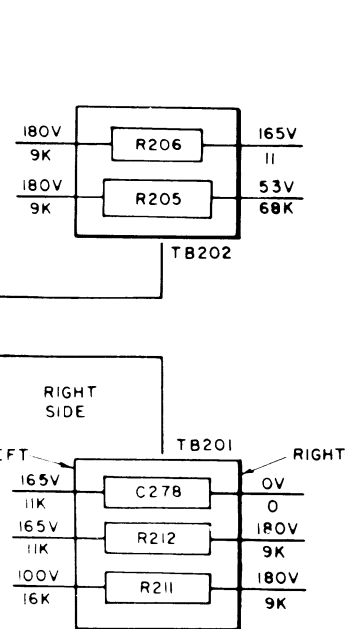 180V R206 165V
9K 11
180V R205 53V
9K 68K
TB202
RIGHT
SIDE
TB201
EFT RIGHT
165V C278 0V
11K 0
165V R212 180V
11K 9K
100V R211 180V
16K 9K